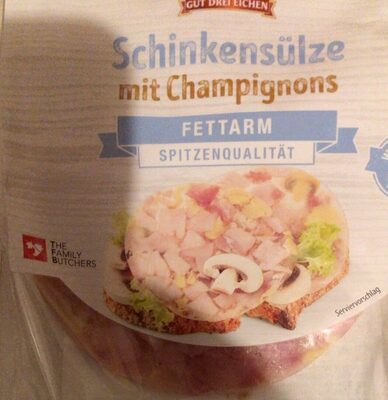 GUT DREI EICHEN
Schinkensülze
mit Champignons
FETTARM
SPITZENQUALITÄT
THE
FAMILY
BUTCHERS
Serviervorschlag